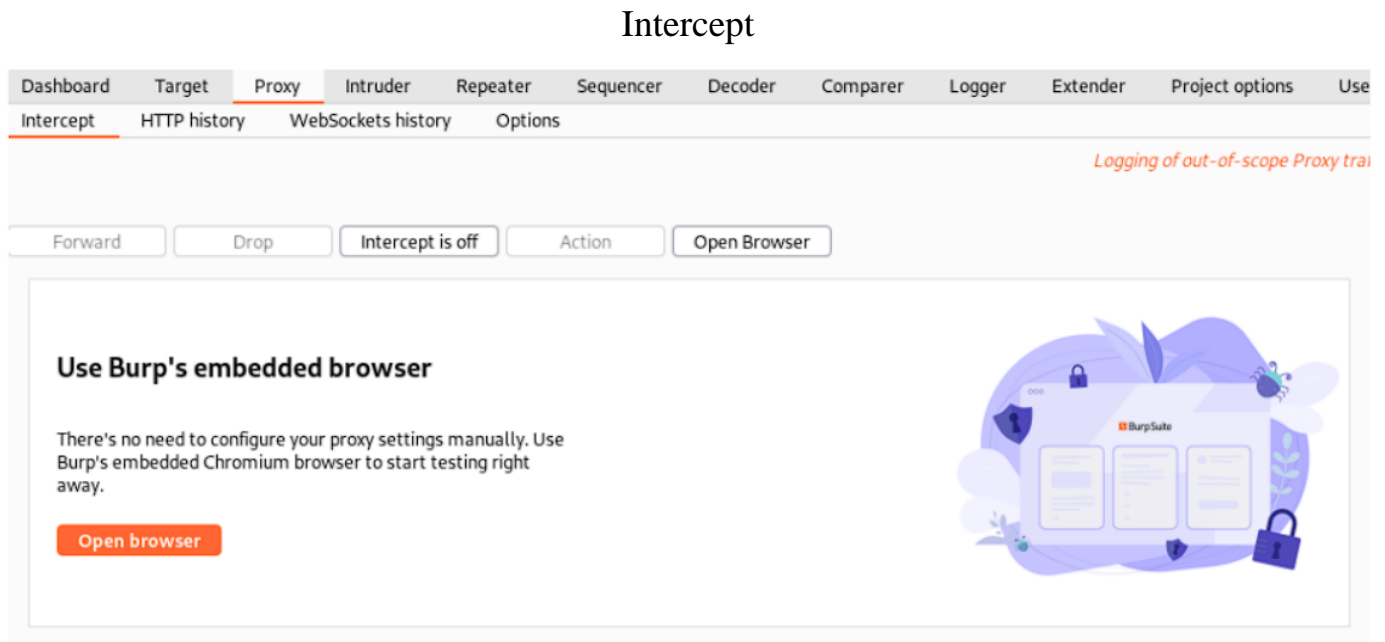 Intercept
Dashboard Target Proxy Intruder Repeater Sequencer Decoder Comparer Logger Extender Project options Use
Intercept HTTP history WebSockets history Options
Logging of out-of-scope Proxy traf
Forward Drop Intercept is off Action Open Browser
Use Burp's embedded browser
There's no need to configure your proxy settings manually. Use
Burp's embedded Chromium browser to start testing right
away.
Open browser
BurpSuite